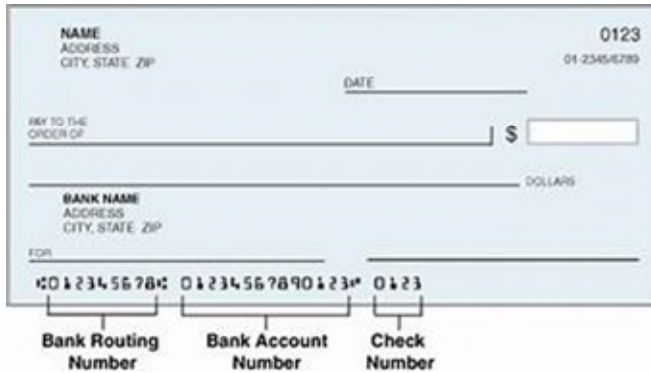 NAME
ADDRESS
CITY, STATE ZIP
0123
01-2345/6789
DATE
PAY TO THE
ORDER OF
$
DOLLARS
BANK NAME
ADDRESS
CITY, STATE ZIP
FOR
⑆012345678⑆ 01234567890123⑈ 0123
Bank Routing
Number
Bank Account
Number
Check
Number